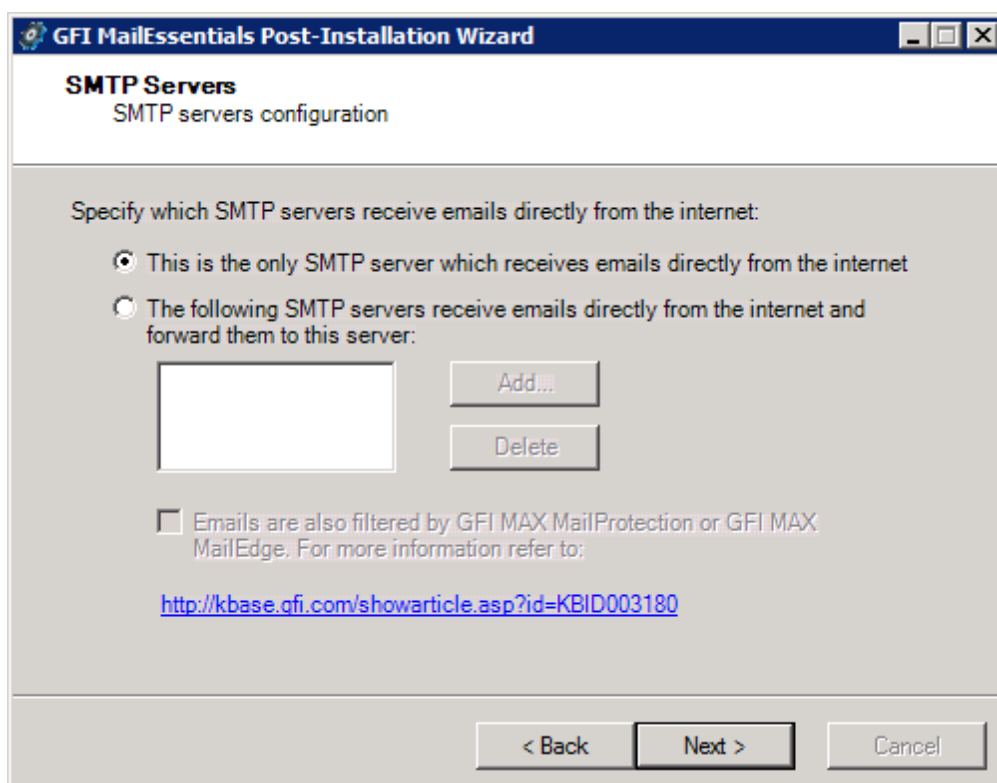 GFI MailEssentials Post-Installation Wizard
SMTP Servers
SMTP servers configuration
Specify which SMTP servers receive emails directly from the internet:
This is the only SMTP server which receives emails directly from the internet
The following SMTP servers receive emails directly from the internet and
forward them to this server:
Add...
Delete
Emails are also filtered by GFI MAX MailProtection or GFI MAX
MailEdge. For more information refer to:
http://kbase.gfi.com/showarticle.asp?id=KBID003180
< Back
Next >
Cancel